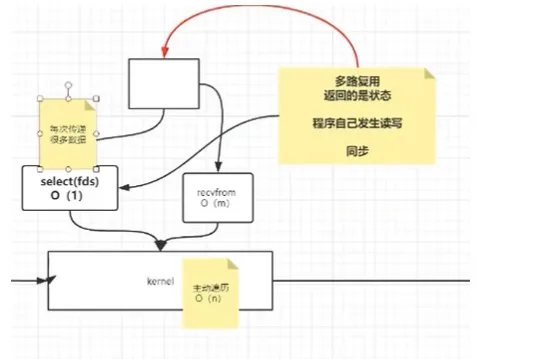 多路复用
返回的是状态
程序自己发生读写
同步
每次传递
很多数据
select(fds)
O（1）
recvfrom
O（m）
kernel
主动遍历
O（n）